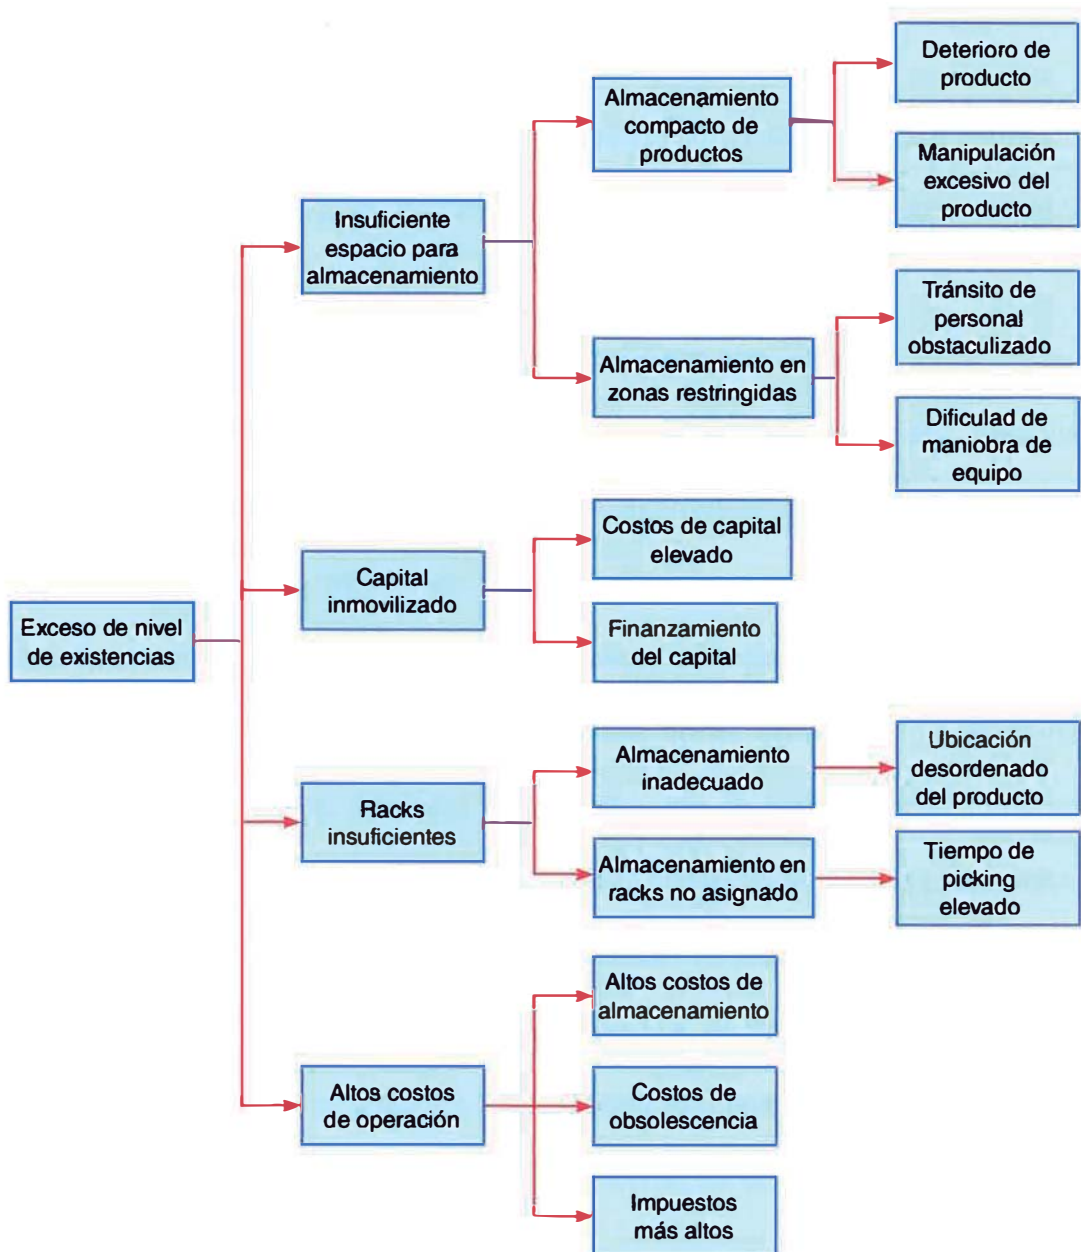 Exceso de nivel
de existencias
Insuficiente
espacio para
almacenamiento
Almacenamiento
compacto de
productos
Deterioro de
producto
Manipulación
excesivo del
producto
Almacenamiento en
zonas restringidas
Tránsito de
personal
obstaculizado
Dificulad de
maniobra de
equipo
Capital
inmovilizado
Costos de capital
elevado
Finanzamiento
del capital
Racks
insuficientes
Almacenamiento
inadecuado
Ubicación
desordenado
del producto
Almacenamiento en
racks no asignado
Tiempo de
picking
elevado
Altos costos
de operación
Altos costos de
almacenamiento
Costos de
obsolescencia
Impuestos
más altos